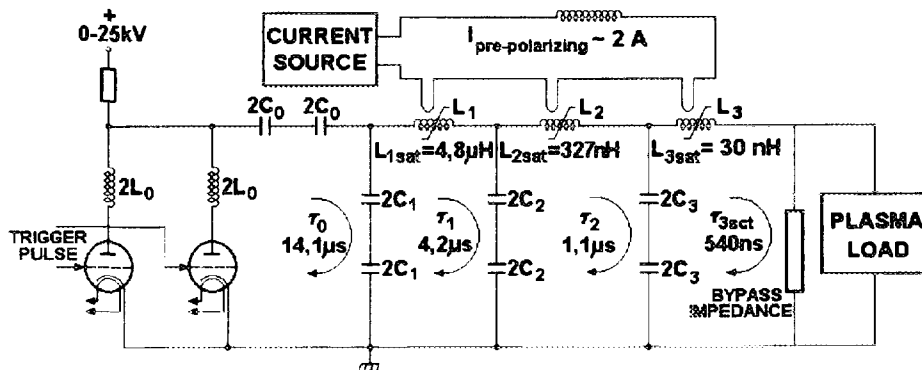 +
0-25kV
CURRENT
SOURCE
I pre-polarizing ~ 2 A
2C₀
2C₀
L₁
L₂
L₃
L₁sat=4,8μH
L₂sat=327nH
L₃sat= 30 nH
2L₀
2L₀
2C₁
2C₂
2C₃
τ₀
14,1μs
τ₁
4,2μs
τ₂
1,1μs
τ₃sct
540ns
PLASMA
LOAD
TRIGGER
PULSE
2C₁
2C₂
2C₃
BYPASS
IMPEDANCE